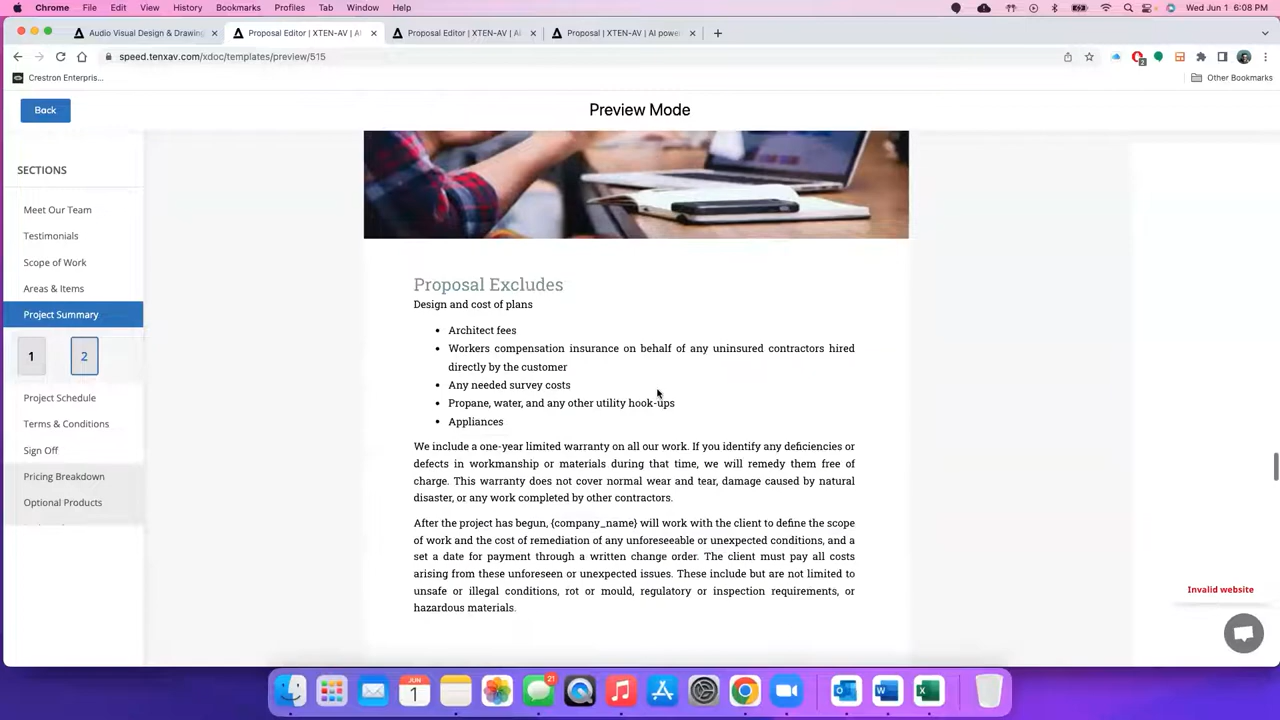 Chrome File Edit View History Bookmarks Profiles Tab Window Help Wed Jun 1 6:08 PM
Audio Visual Design & Drawing Proposal Editor | XTEN-AV | AI Proposal Editor | XTEN-AV | Ai Proposal | XTEN-AV | AI power
speed.tenxav.com/xdoc/templates/preview/515
Crestron Enterpris... Other Bookmarks
Back Preview Mode
SECTIONS
Meet Our Team
Testimonials
Scope of Work
Areas & Items
Project Summary
1 2
Project Schedule
Terms & Conditions
Sign Off
Pricing Breakdown
Optional Products
Proposal Excludes
Design and cost of plans
• Architect fees
• Workers compensation insurance on behalf of any uninsured contractors hired
directly by the customer
• Any needed survey costs
• Propane, water, and any other utility hook-ups
• Appliances
We include a one-year limited warranty on all our work. If you identify any deficiencies or
defects in workmanship or materials during that time, we will remedy them free of
charge. This warranty does not cover normal wear and tear, damage caused by natural
disaster, or any work completed by other contractors.
After the project has begun, {company_name} will work with the client to define the scope
of work and the cost of remediation of any unforeseeable or unexpected conditions, and a
set a date for payment through a written change order. The client must pay all costs
arising from these unforeseen or unexpected issues. These include but are not limited to
unsafe or illegal conditions, rot or mould, regulatory or inspection requirements, or
hazardous materials.
Invalid website
JUN
1
21